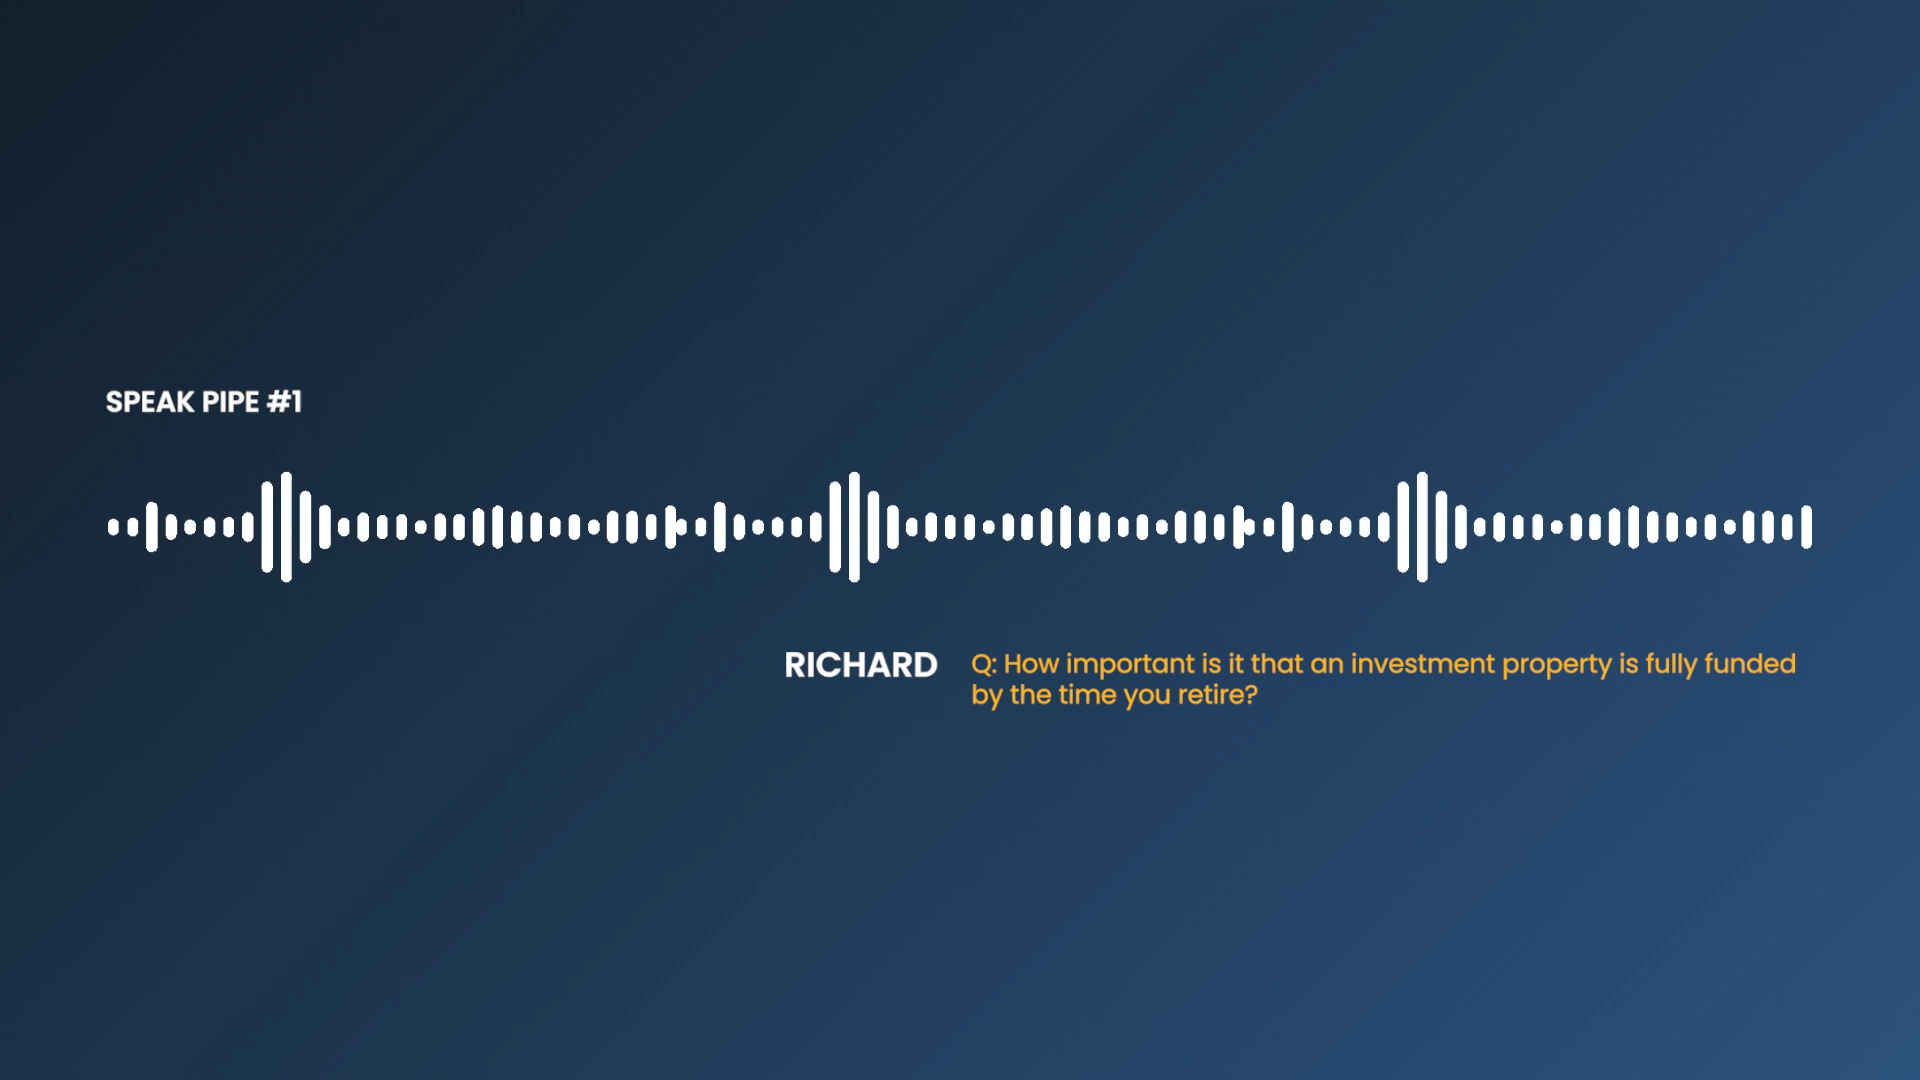 SPEAK PIPE #1
RICHARD
Q: How important is it that an investment property is fully funded
by the time you retire?